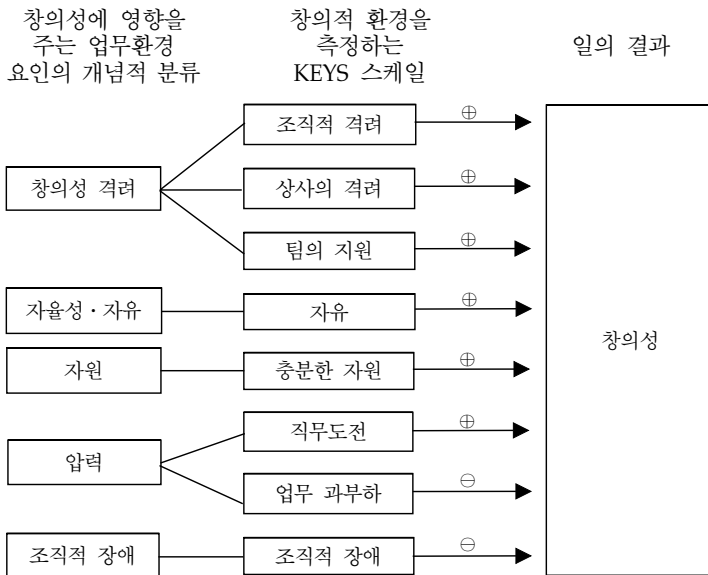 창의성에 영향을
주는 업무환경
요인의 개념적 분류
창의적 환경을
측정하는
KEYS 스케일
일의 결과
조직적 격려
⊕
창의성 격려
상사의 격려
⊕
팀의 지원
⊕
자율성·자유
자유
⊕
창의성
자원
충분한 자원
⊕
압력
직무도전
⊕
업무 과부하
⊖
조직적 장애
조직적 장애
⊖